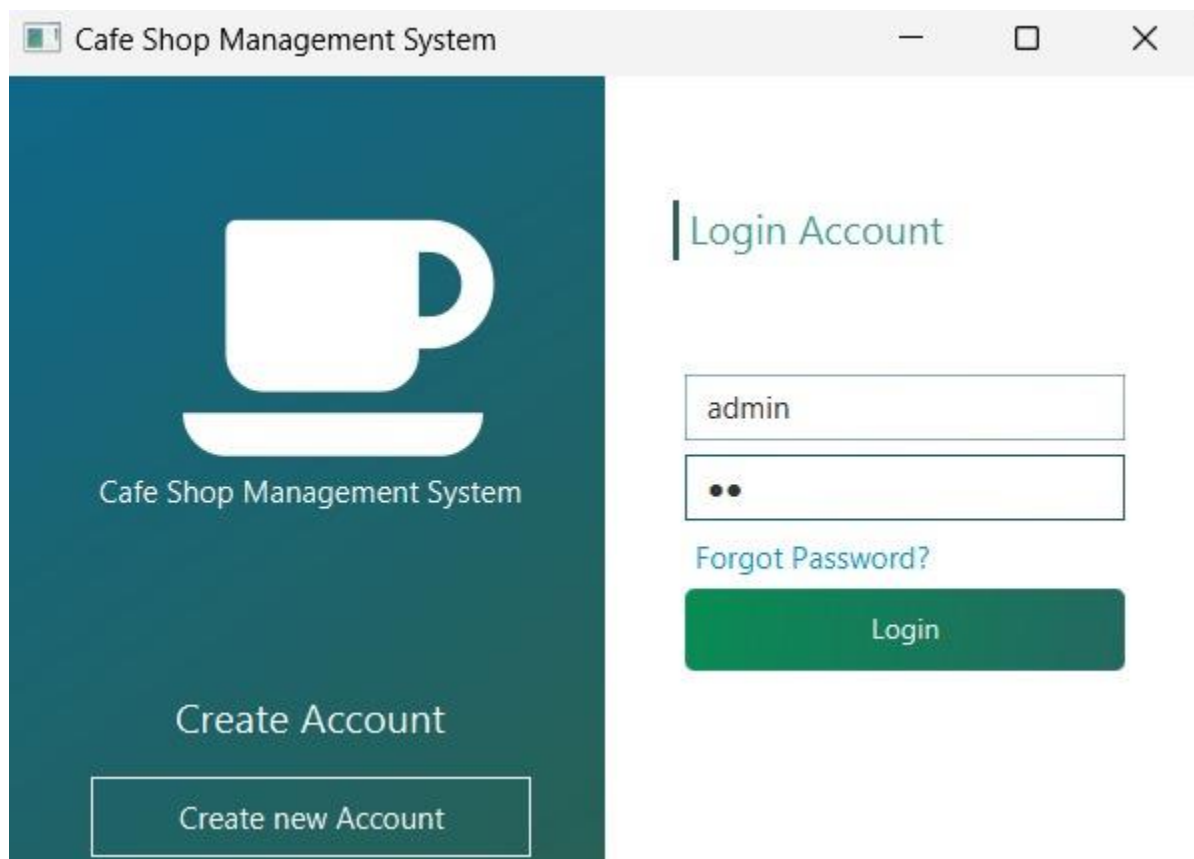 Cafe Shop Management System
Cafe Shop Management System
Create Account
Create new Account
Login Account
admin
●●
Forgot Password?
Login